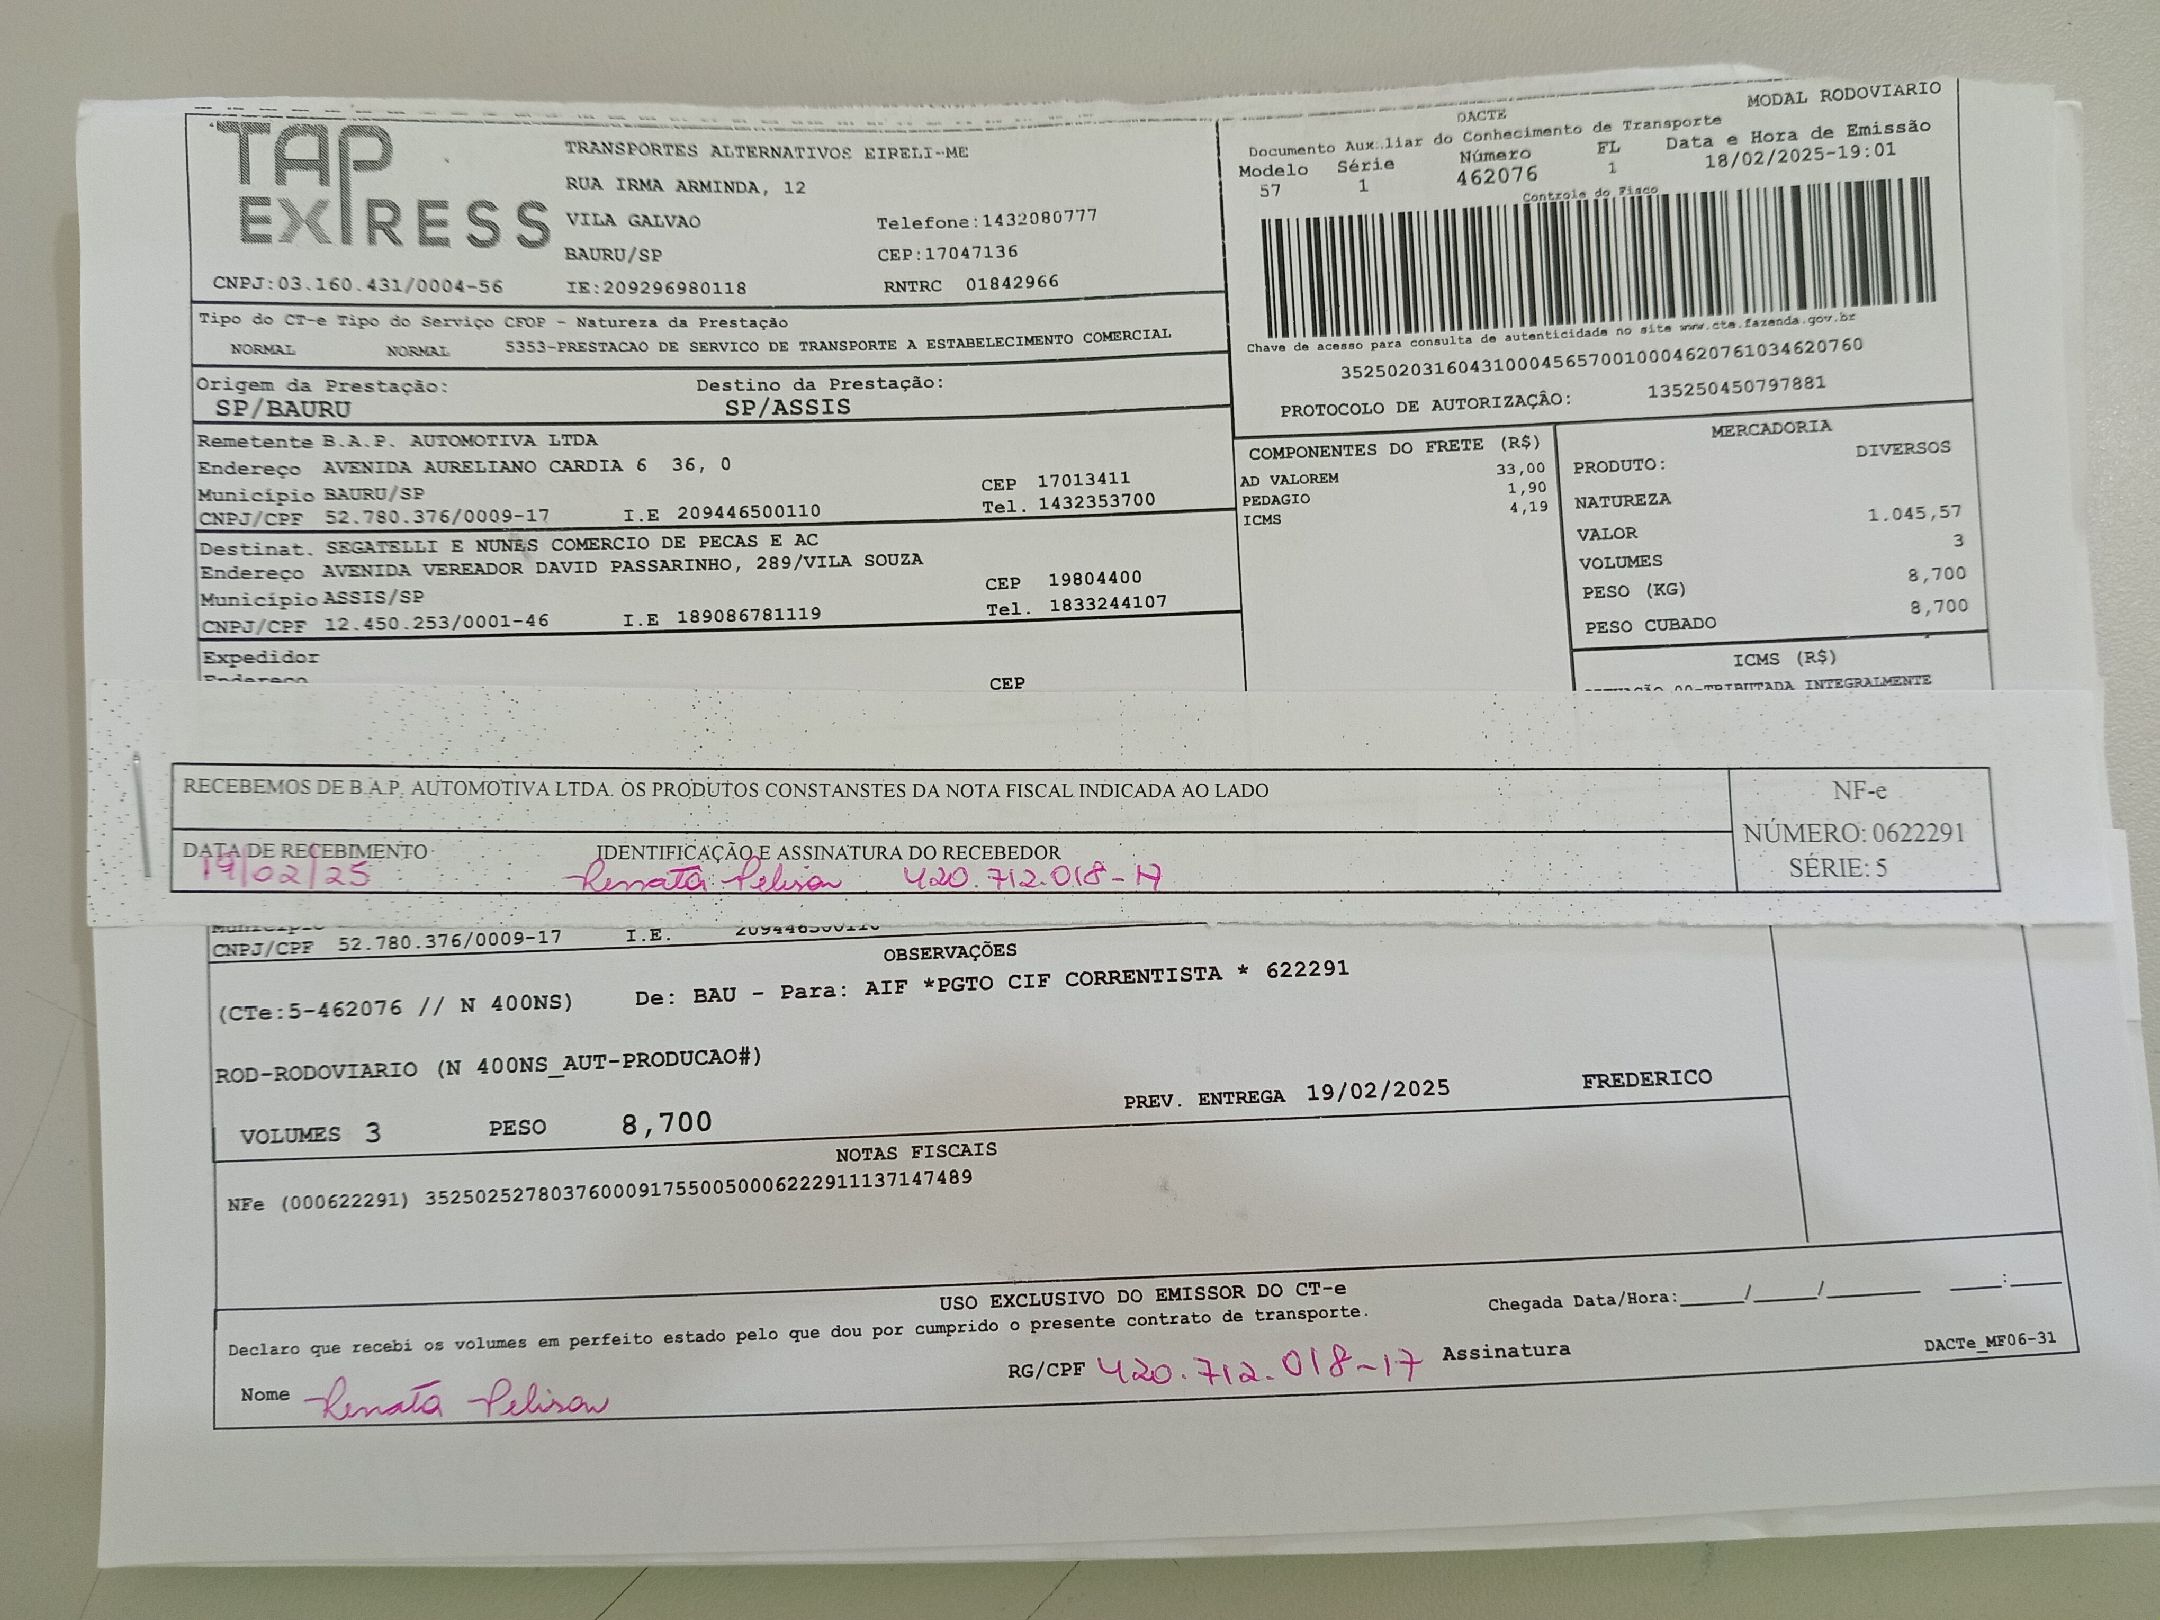 TAP EXPRESS
TRANSPORTES ALTERNATIVOS EIRELI-ME
RUA IRMA ARMINDA, 12
VILA GALVAO Telefone:1432080777
BAURU/SP CEP:17047136
CNPJ:03.160.431/0004-56 IE:209296980118 RNTRC 01842966
MODAL RODOVIARIO
DACTE
Documento Auxiliar do Conhecimento de Transporte
Modelo Série Número FL Data e Hora de Emissão
57 1 462076 1 18/02/2025-19:01
Controle do Fisco
Chave de acesso para consulta de autenticidade no site www.cte.fazenda.gov.br
35250203160431000456570010004620761034620760
PROTOCOLO DE AUTORIZAÇÃO: 135250450797881
Tipo do CT-e Tipo do Serviço CFOP - Natureza da Prestação
NORMAL NORMAL 5353-PRESTACAO DE SERVICO DE TRANSPORTE A ESTABELECIMENTO COMERCIAL
Origem da Prestação: Destino da Prestação:
SP/BAURU SP/ASSIS
Remetente B.A.P. AUTOMOTIVA LTDA
Endereço AVENIDA AURELIANO CARDIA 6 36, 0
Município BAURU/SP CEP 17013411
CNPJ/CPF 52.780.376/0009-17 I.E 209446500110 Tel. 1432353700
Destinat. SEGATELLI E NUNES COMERCIO DE PECAS E AC
Endereço AVENIDA VEREADOR DAVID PASSARINHO, 289/VILA SOUZA
Município ASSIS/SP CEP 19804400
CNPJ/CPF 12.450.253/0001-46 I.E 189086781119 Tel. 1833244107
Expedidor
Endereço CEP
COMPONENTES DO FRETE (R$)
AD VALOREM 33,00
PEDAGIO 1,90
ICMS 4,19
MERCADORIA
PRODUTO: DIVERSOS
NATUREZA
VALOR 1.045,57
VOLUMES 3
PESO (KG) 8,700
PESO CUBADO 8,700
ICMS (R$)
00-TRIBUTADA INTEGRALMENTE
RECEBEMOS DE B.A.P. AUTOMOTIVA LTDA. OS PRODUTOS CONSTANSTES DA NOTA FISCAL INDICADA AO LADO
DATA DE RECEBIMENTO IDENTIFICAÇÃO E ASSINATURA DO RECEBEDOR
19/02/25 Renata Pelison 420.712.018-17
NF-e
NÚMERO: 0622291
SÉRIE: 5
Município
CNPJ/CPF 52.780.376/0009-17 I.E. 209446500110
OBSERVAÇÕES
(CTe:5-462076 // N 400NS) De: BAU - Para: AIF *PGTO CIF CORRENTISTA * 622291
ROD-RODOVIARIO (N 400NS_AUT-PRODUCAO#)
VOLUMES 3 PESO 8,700 PREV. ENTREGA 19/02/2025 FREDERICO
NOTAS FISCAIS
NFe (000622291) 35250252780376000917550050006222911137147489
USO EXCLUSIVO DO EMISSOR DO CT-e
Declaro que recebi os volumes em perfeito estado pelo que dou por cumprido o presente contrato de transporte. Chegada Data/Hora:_____/_____/_______ ____:____
Nome Renata Pelison RG/CPF 420.712.018-17 Assinatura
DACTe_MF06-31